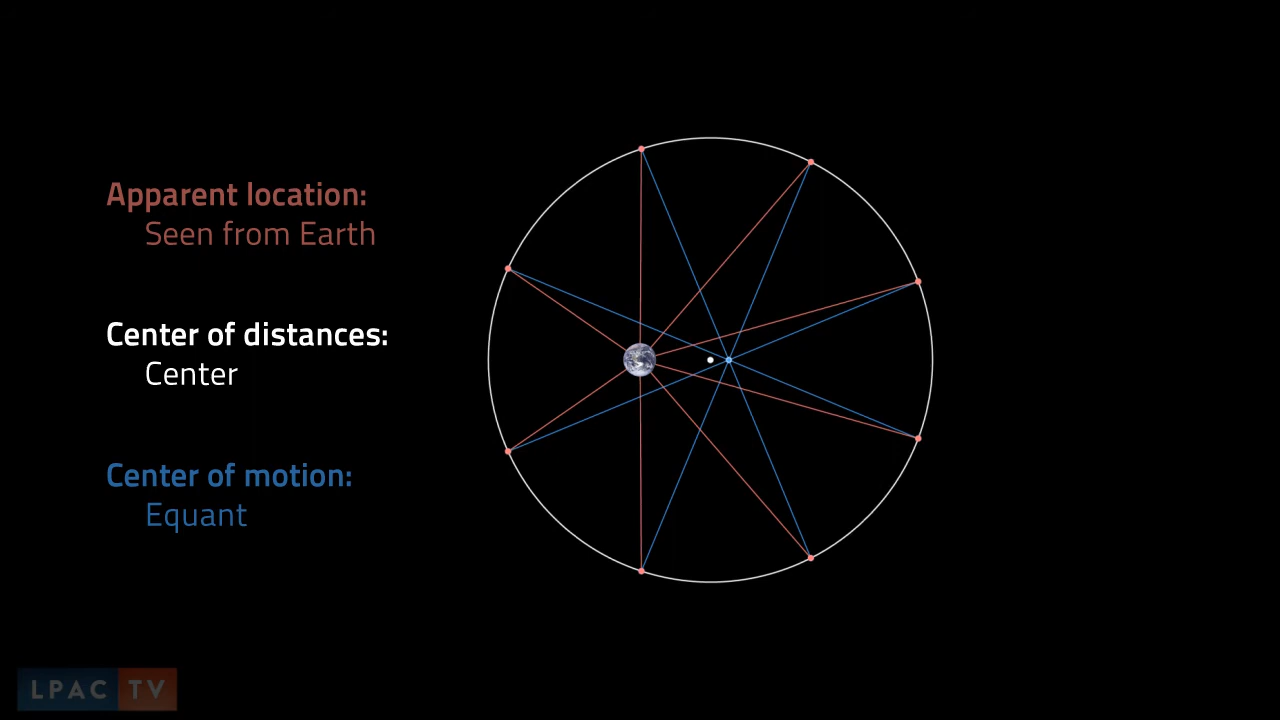 Apparent location:
Seen from Earth
Center of distances:
Center
Center of motion:
Equant
LPAC TV